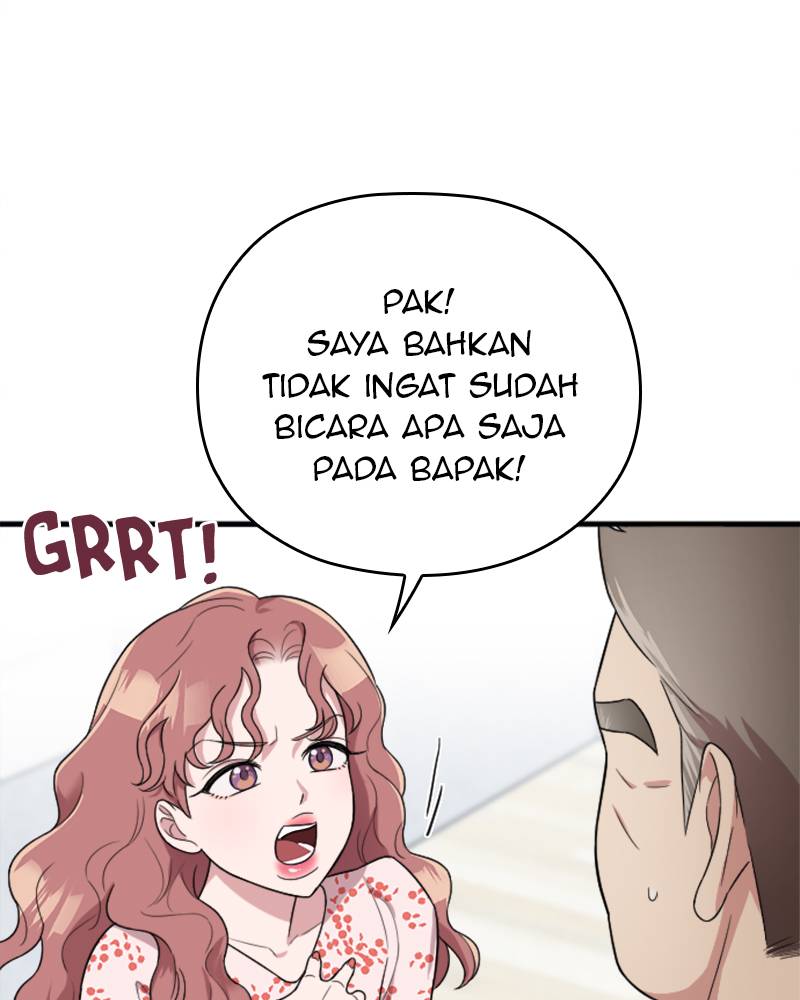 PAK!
SAYA BAHKAN
TIDAK INGAT SUDAH
BICARA APA SAJA
PADA BAPAK!
GRRT!